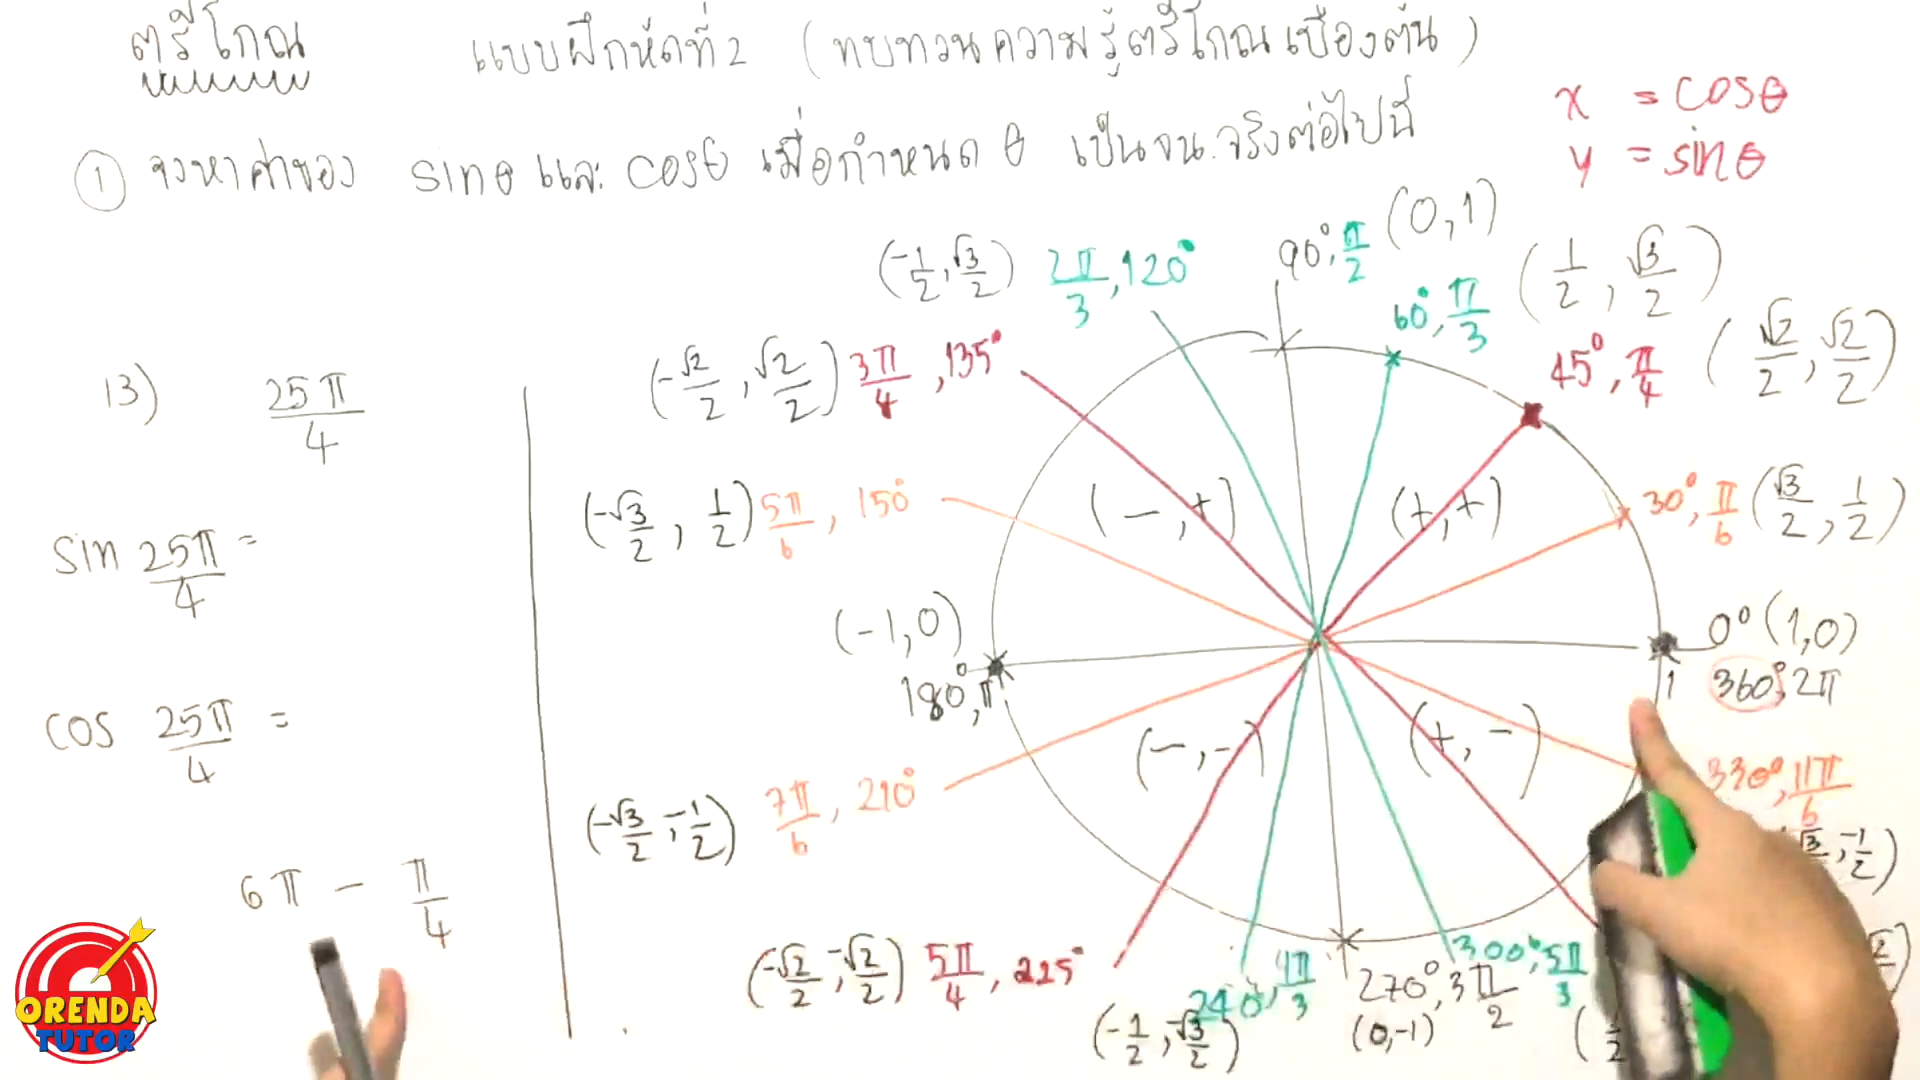 ตรีโกณ แบบฝึกหัดที่ 2 (ทบทวนความรู้ตรีโกณเบื้องต้น)
x = cosθ
y = sinθ
① จงหาค่าของ sinθ และ cosθ เมื่อกำหนด θ เป็นจน.จริงต่อไปนี้
13) 25π/4
sin 25π/4 =
cos 25π/4 =
6π - π/4
90°, π/2 (0,1)
60°, π/3 (1/2, √3/2)
45°, π/4 (√2/2, √2/2)
30°, π/6 (√3/2, 1/2)
0° (1,0)
1 360°, 2π
(-1/2, √3/2) 2π/3, 120°
(-√2/2, √2/2) 3π/4, 135°
(-√3/2, 1/2) 5π/6, 150°
(-1,0)
180°, π
(-√3/2, -1/2) 7π/6, 210°
(-√2/2, -√2/2) 5π/4, 225°
240°, 4π/3
(-1/2, -√3/2)
270°, 3π/2
(0,-1)
300°, 5π/3
330°, 11π/6
(-,+) (+,+)
(-,-) (+,-)
ORENDA
TUTOR